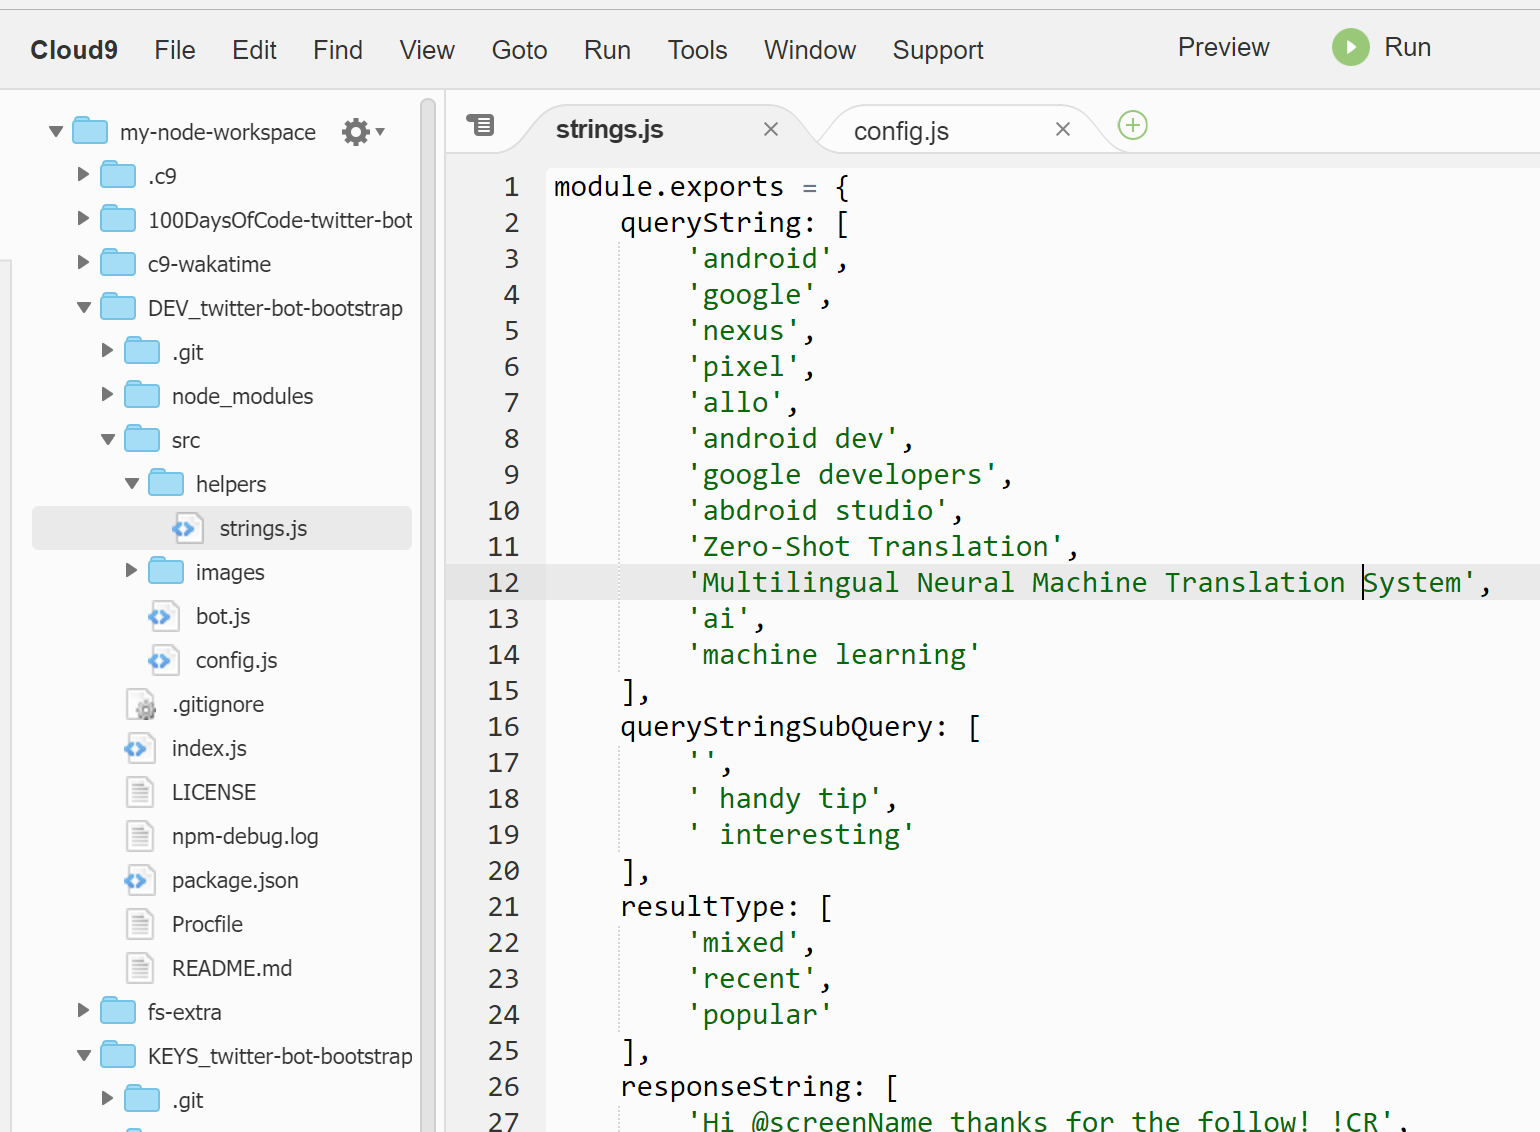 Cloud9 File Edit Find View Goto Run Tools Window Support Preview Run
my-node-workspace
.c9
100DaysOfCode-twitter-bot
c9-wakatime
DEV_twitter-bot-bootstrap
.git
node_modules
src
helpers
strings.js
images
bot.js
config.js
.gitignore
index.js
LICENSE
npm-debug.log
package.json
Procfile
README.md
fs-extra
KEYS_twitter-bot-bootstrap
.git
strings.js config.js
1 module.exports = {
2 queryString: [
3 'android',
4 'google',
5 'nexus',
6 'pixel',
7 'allo',
8 'android dev',
9 'google developers',
10 'abdroid studio',
11 'Zero-Shot Translation',
12 'Multilingual Neural Machine Translation System',
13 'ai',
14 'machine learning'
15 ],
16 queryStringSubQuery: [
17 '',
18 ' handy tip',
19 ' interesting'
20 ],
21 resultType: [
22 'mixed',
23 'recent',
24 'popular'
25 ],
26 responseString: [
27 'Hi @screenName thanks for the follow! !CR',